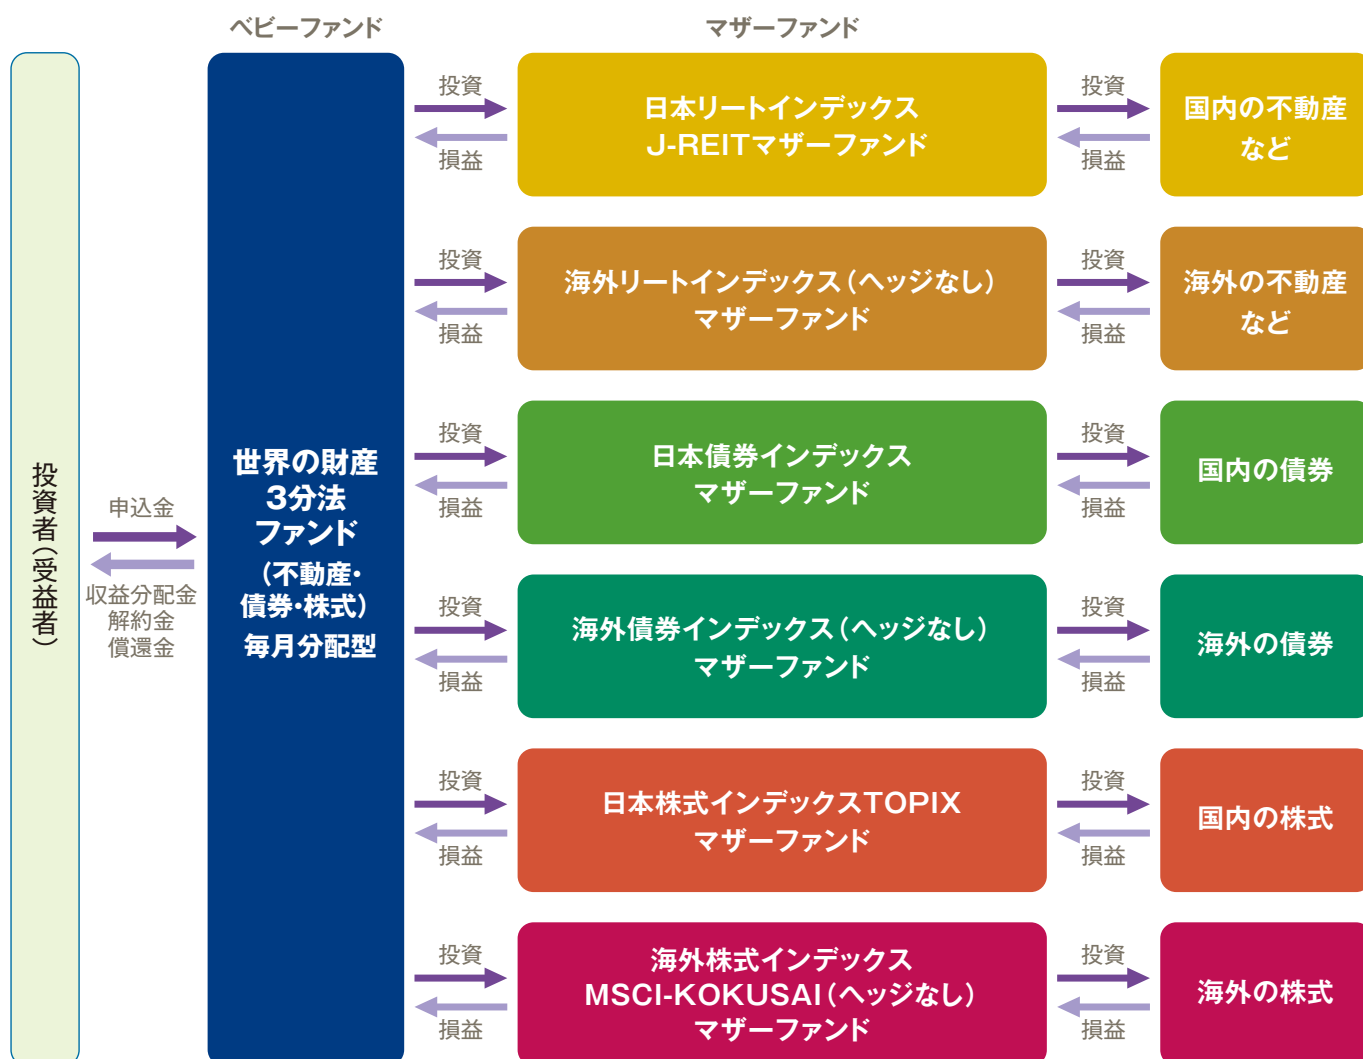 ベビーファンド
マザーファンド
投資者(受益者)
申込金
収益分配金
解約金
償還金
世界の財産
3分法
ファンド
(不動産・
債券・株式)
毎月分配型
投資
損益
日本リートインデックス
J-REITマザーファンド
投資
損益
国内の不動産
など
投資
損益
海外リートインデックス(ヘッジなし)
マザーファンド
投資
損益
海外の不動産
など
投資
損益
日本債券インデックス
マザーファンド
投資
損益
国内の債券
投資
損益
海外債券インデックス(ヘッジなし)
マザーファンド
投資
損益
海外の債券
投資
損益
日本株式インデックスTOPIX
マザーファンド
投資
損益
国内の株式
投資
損益
海外株式インデックス
MSCI-KOKUSAI(ヘッジなし)
マザーファンド
投資
損益
海外の株式